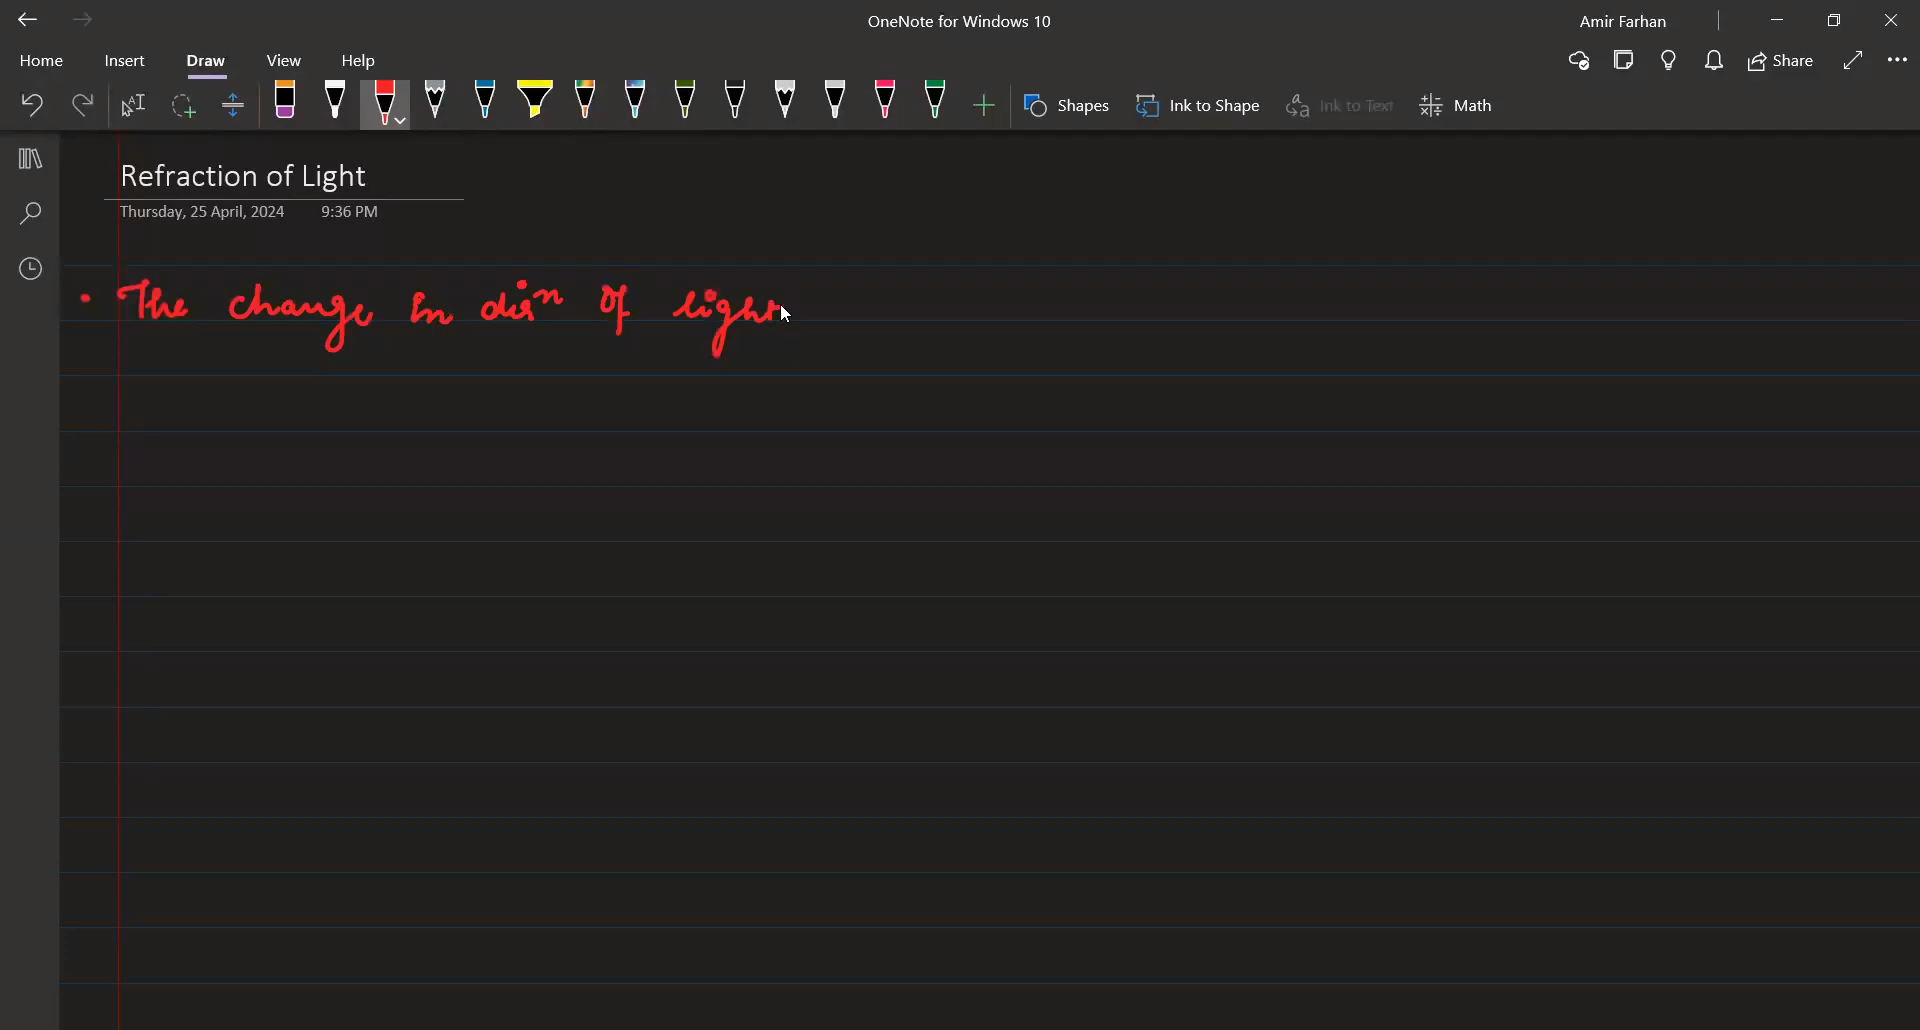 OneNote for Windows 10
Amir Farhan
Home Insert Draw View Help
Share
Shapes Ink to Shape Ink to Text Math
Refraction of Light
Thursday, 25 April, 2024 9:36 PM
• The change in dirⁿ of light